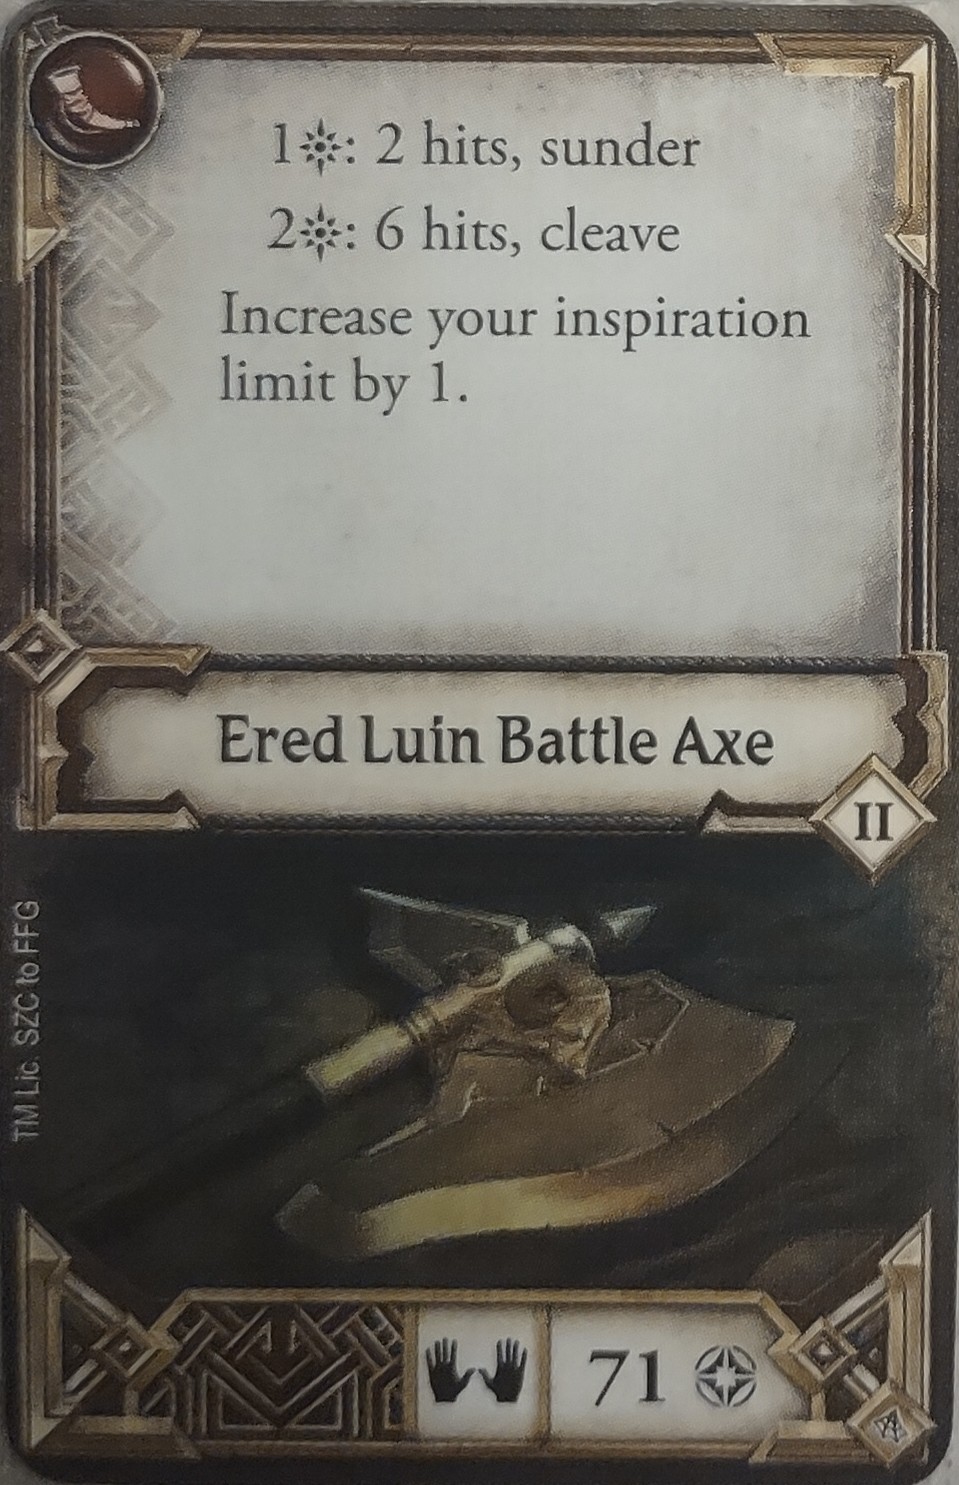 1: 2 hits, sunder
2: 6 hits, cleave
Increase your inspiration
limit by 1.
Ered Luin Battle Axe
II
TM Lic. SZC to FFG
71